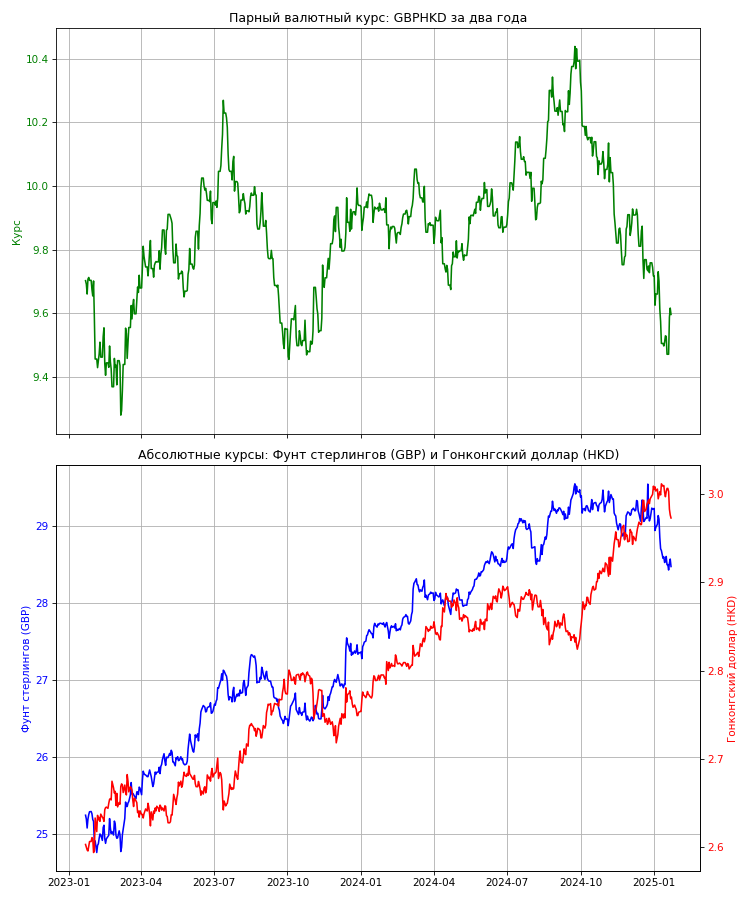 Парный валютный курс: GBPHKD за два года
10.4
10.2
10.0
9.8
9.6
9.4
Курс
Абсолютные курсы: Фунт стерлингов (GBP) и Гонконгский доллар (HKD)
29
28
27
26
25
Фунт стерлингов (GBP)
3.0
2.9
2.8
2.7
2.6
Гонконгский доллар (HKD)
2023-01 2023-04 2023-07 2023-10 2024-01 2024-04 2024-07 2024-10 2025-01